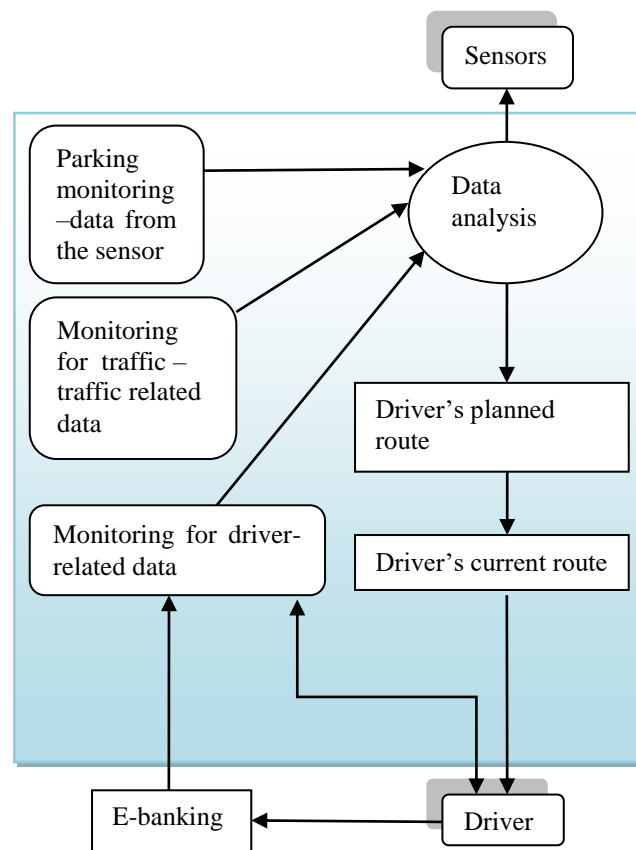 Sensors
Parking
monitoring
–data from
the sensor
Data
analysis
Monitoring
for traffic –
traffic related
data
Driver’s planned
route
Monitoring for driver-
related data
Driver’s current route
E-banking
Driver